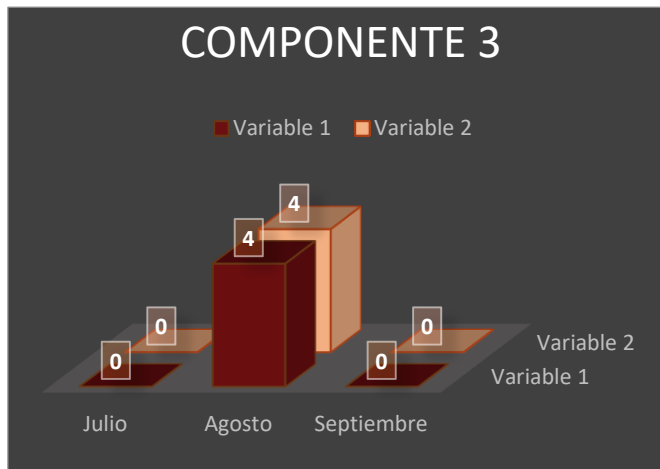 COMPONENTE 3
Variable 1 Variable 2
4
4
0
0
0
0
Variable 2
Variable 1
Julio Agosto Septiembre